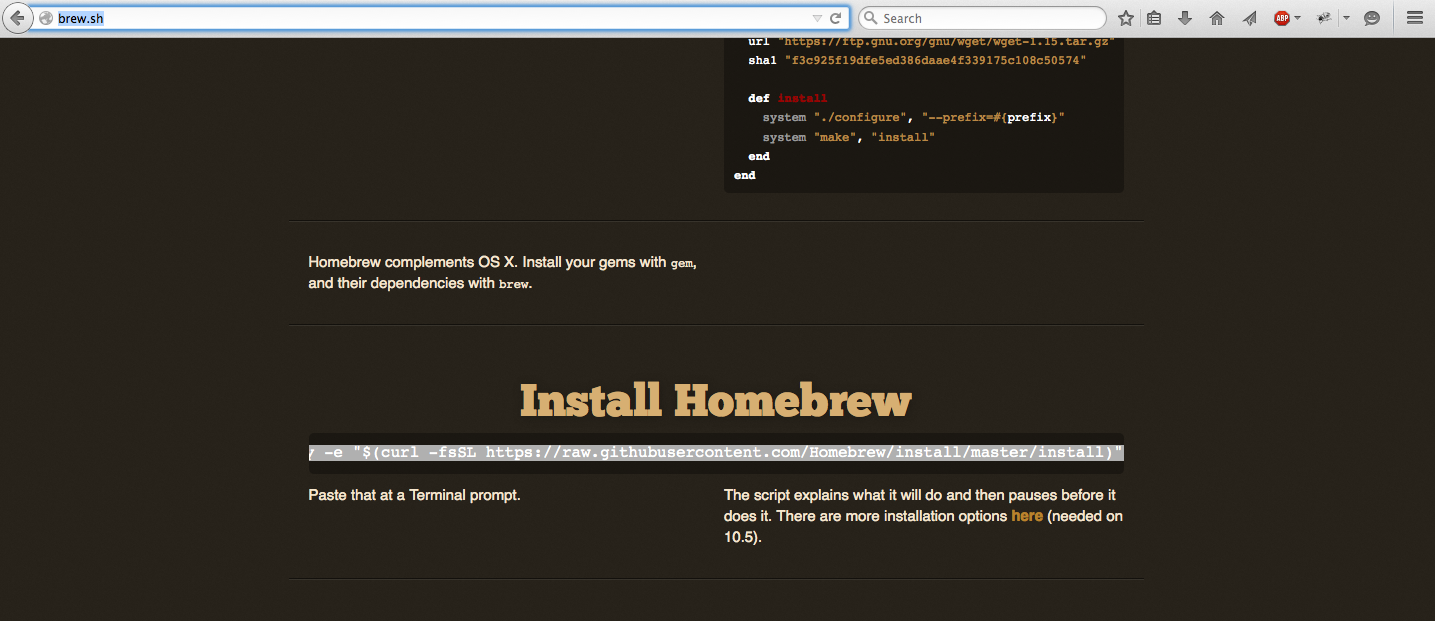 brew.sh
Search
ABP
url "https://ftp.gnu.org/gnu/wget/wget-1.15.tar.gz"
sha1 "f3c925f19dfe5ed386daae4f339175c108c50574"
def install
system "./configure", "--prefix=#{prefix}"
system "make", "install"
end
end
Homebrew complements OS X. Install your gems with gem,
and their dependencies with brew.
Install Homebrew
y -e "$(curl -fsSL https://raw.githubusercontent.com/Homebrew/install/master/install)"
Paste that at a Terminal prompt.
The script explains what it will do and then pauses before it
does it. There are more installation options here (needed on
10.5).